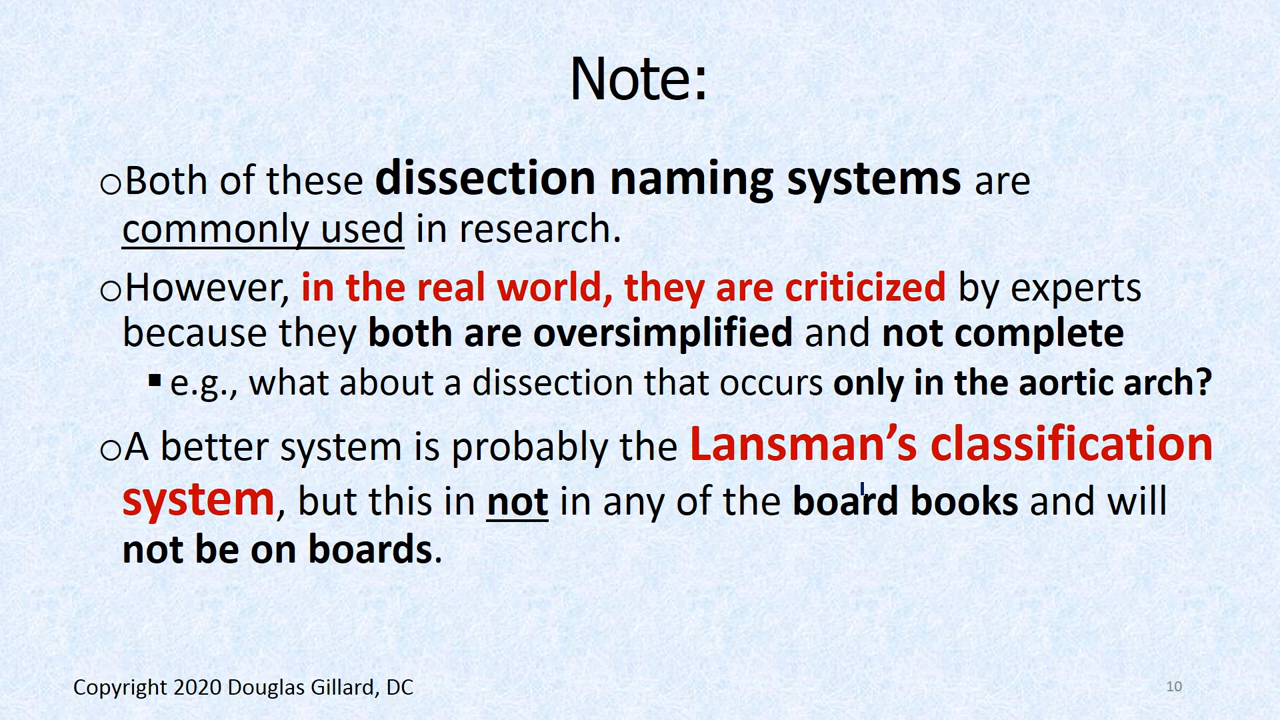 Note:
○Both of these dissection naming systems are
commonly used in research.
○However, in the real world, they are criticized by experts
because they both are oversimplified and not complete
▪ e.g., what about a dissection that occurs only in the aortic arch?
○A better system is probably the Lansman’s classification
system, but this in not in any of the board books and will
not be on boards.
Copyright 2020 Douglas Gillard, DC
10